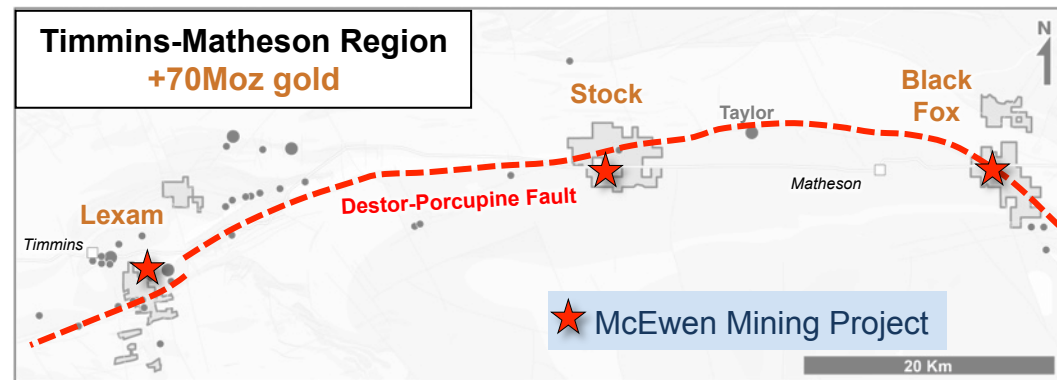 Timmins-Matheson Region
+70Moz gold
N
Stock
Black
Fox
Taylor
Matheson
Destor-Porcupine Fault
Lexam
Timmins
McEwen Mining Project
20 Km